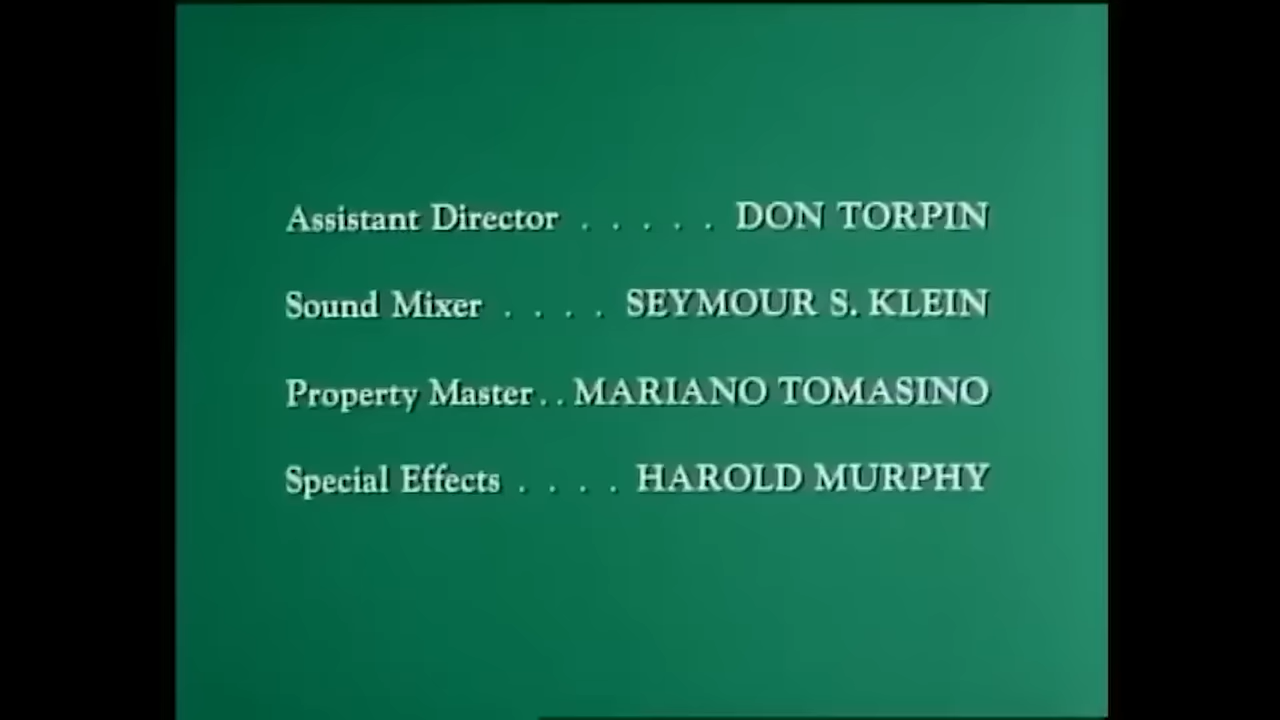 Assistant Director . . . . . DON TORPIN
Sound Mixer . . . . SEYMOUR S. KLEIN
Property Master . . MARIANO TOMASINO
Special Effects . . . . HAROLD MURPHY